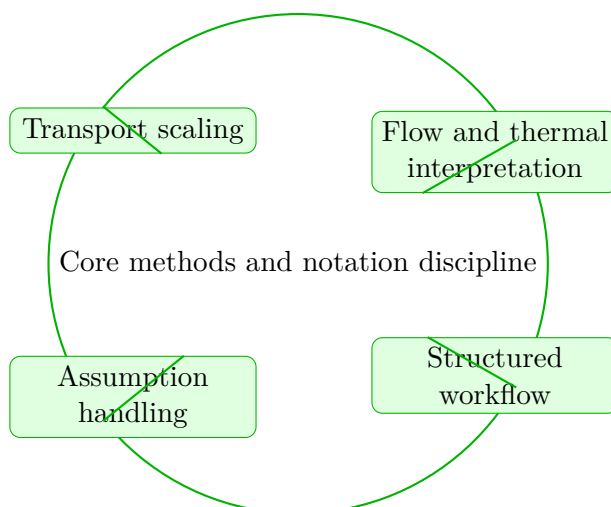 Transport scaling
Flow and thermal
interpretation
Core methods and notation discipline
Assumption
handling
Structured
workflow